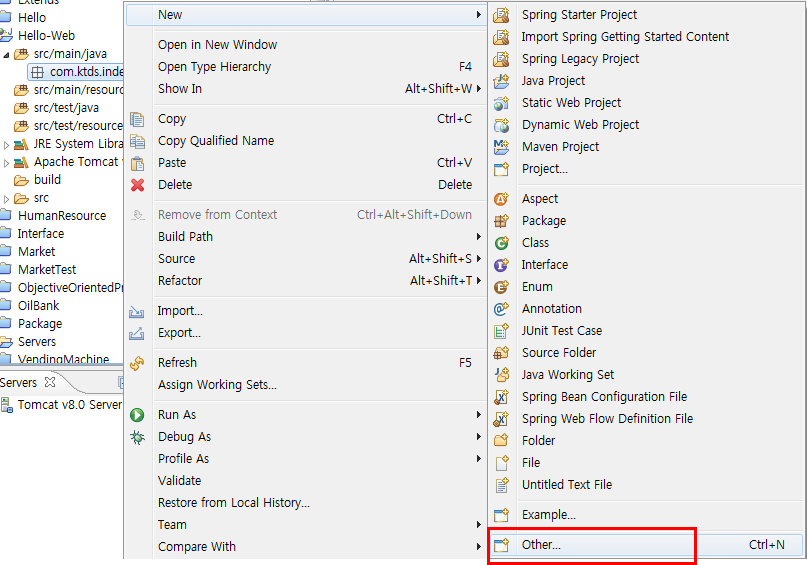 Extends
Hello
Hello-Web
src/main/java
com.ktds.inde
src/main/resourc
src/test/java
src/test/resource
JRE System Libra
Apache Tomcat v
build
src
HumanResource
Interface
Market
MarketTest
ObjectiveOrientedPr
OilBank
Package
Servers
VendingMachine
Servers
Tomcat v8.0 Server
New
Open in New Window
Open Type Hierarchy F4
Show In Alt+Shift+W
Copy Ctrl+C
Copy Qualified Name
Paste Ctrl+V
Delete Delete
Remove from Context Ctrl+Alt+Shift+Down
Build Path
Source Alt+Shift+S
Refactor Alt+Shift+T
Import...
Export...
Refresh F5
Assign Working Sets...
Run As
Debug As
Profile As
Validate
Restore from Local History...
Team
Compare With
Spring Starter Project
Import Spring Getting Started Content
Spring Legacy Project
Java Project
Static Web Project
Dynamic Web Project
Maven Project
Project...
Aspect
Package
Class
Interface
Enum
Annotation
JUnit Test Case
Source Folder
Java Working Set
Spring Bean Configuration File
Spring Web Flow Definition File
Folder
File
Untitled Text File
Example...
Other... Ctrl+N